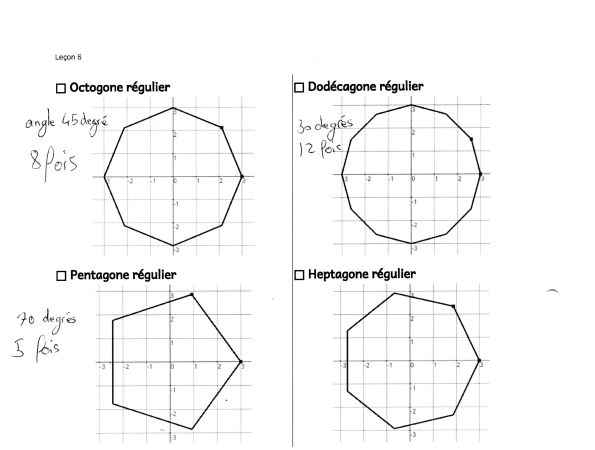 Leçon 6
Octogone régulier
Dodécagone régulier
angle 45 degré
8 fois
30 degrés
12 fois
3
2
1
-3 -2 -1 0 1 2 3
-1
-2
-3
3
2
1
-3 -2 -1 0 1 2 3
-1
-2
-3
Pentagone régulier
Heptagone régulier
70 degrés
5 fois
3
2
1
-3 -2 -1 0 1 2 3
-1
-2
-3
3
2
1
-3 -2 -1 0 1 2 3
-1
-2
-3